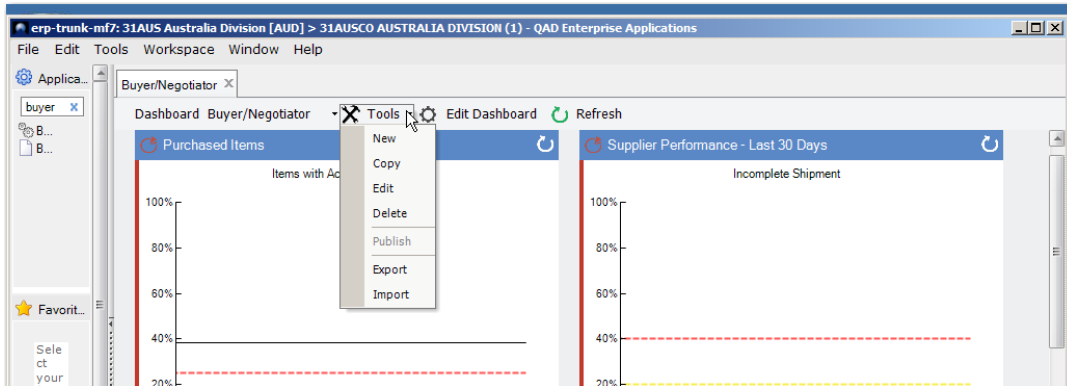 erp-trunk-mf7: 31AUS Australia Division [AUD] > 31AUSCO AUSTRALIA DIVISION (1) - QAD Enterprise Applications
File Edit Tools Workspace Window Help
Applica...
Buyer/Negotiator X
buyer x
B...
B...
Dashboard Buyer/Negotiator Tools Edit Dashboard Refresh
New
Copy
Edit
Delete
Publish
Export
Import
Purchased Items
Items with Ac
100%
80%
60%
40%
20%
Supplier Performance - Last 30 Days
Incomplete Shipment
100%
80%
60%
40%
20%
Favorit...
Sele
ct
your